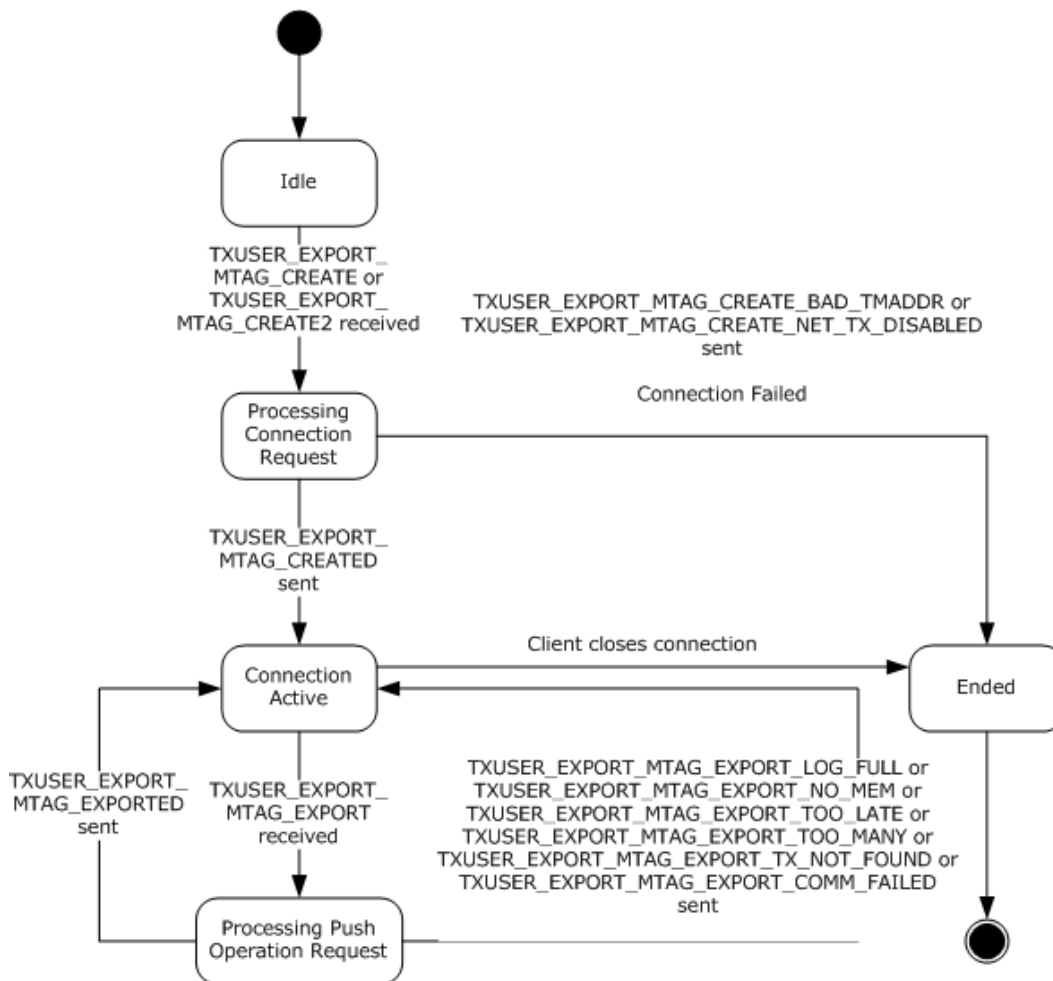 Idle
TXUSER_EXPORT_
MTAG_CREATE or
TXUSER_EXPORT_
MTAG_CREATE2 received
TXUSER_EXPORT_MTAG_CREATE_BAD_TMADDR or
TXUSER_EXPORT_MTAG_CREATE_NET_TX_DISABLED
sent
Connection Failed
Processing
Connection
Request
TXUSER_EXPORT_
MTAG_CREATED
sent
Client closes connection
Connection
Active
Ended
TXUSER_EXPORT_
MTAG_EXPORTED
sent
TXUSER_EXPORT_
MTAG_EXPORT
received
TXUSER_EXPORT_MTAG_EXPORT_LOG_FULL or
TXUSER_EXPORT_MTAG_EXPORT_NO_MEM or
TXUSER_EXPORT_MTAG_EXPORT_TOO_LATE or
TXUSER_EXPORT_MTAG_EXPORT_TOO_MANY or
TXUSER_EXPORT_MTAG_EXPORT_TX_NOT_FOUND or
TXUSER_EXPORT_MTAG_EXPORT_COMM_FAILED
sent
Processing Push
Operation Request